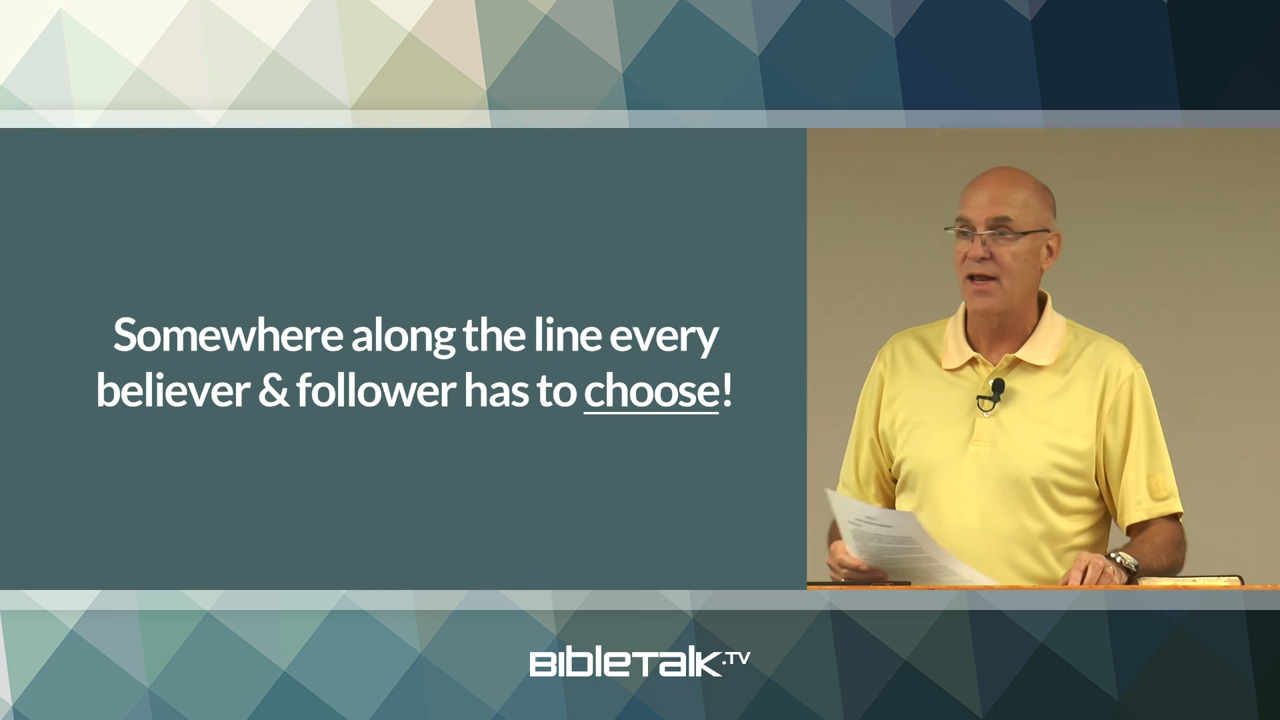 Somewhere along the line every
believer & follower has to choose!
BibleTalk.TV